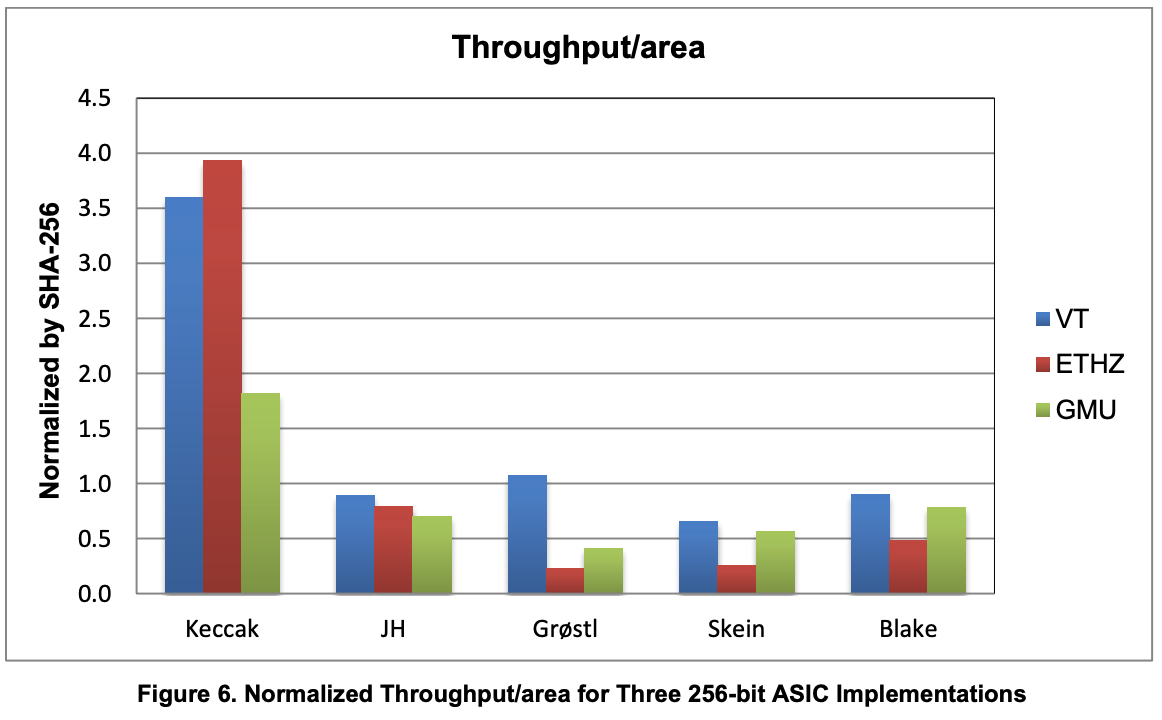 Throughput/area
Normalized by SHA-256
4.5
4.0
3.5
3.0
2.5
2.0
1.5
1.0
0.5
0.0
Keccak JH Grøstl Skein Blake
VT
ETHZ
GMU
Figure 6. Normalized Throughput/area for Three 256-bit ASIC Implementations